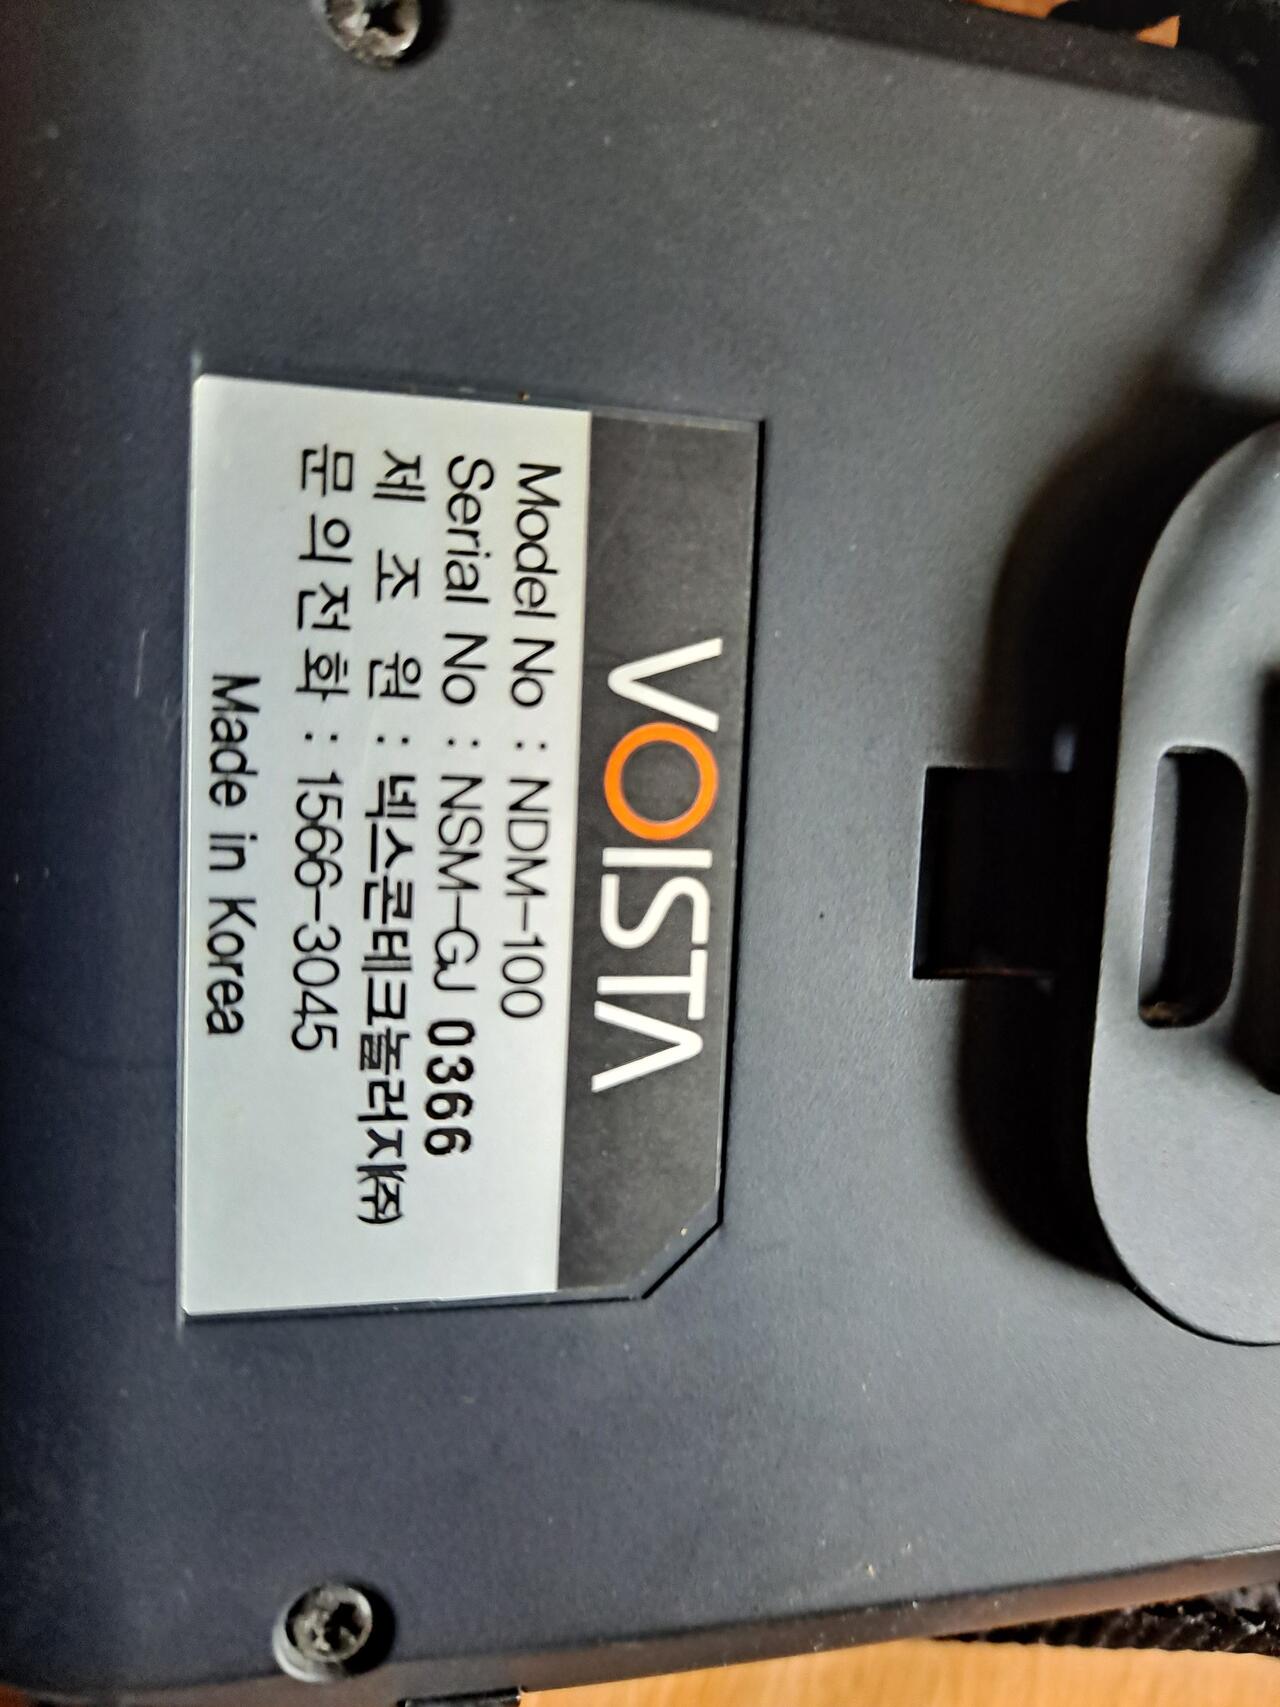 VOISTA
Model No : NDM-100
Serial No : NSM-GJ 0366
제 조 원 : 넥스론테크놀러지(주)
문의전화 : 1566-3045
Made in Korea